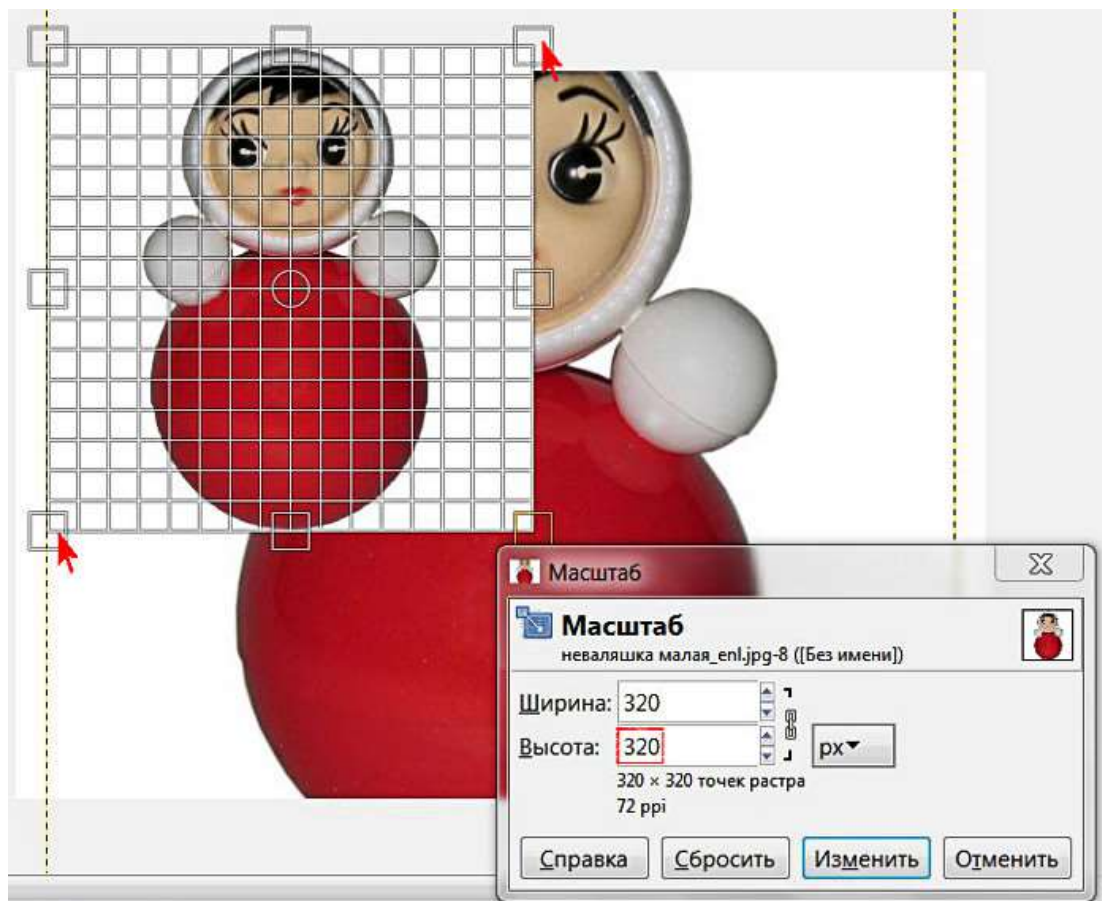 Масштаб
Масштаб
неваляшка малая_enl.jpg-8 ([Без имени])
Ширина: 320
Высота: 320 px
320 × 320 точек растра
72 ppi
Справка Сбросить Изменить Отменить